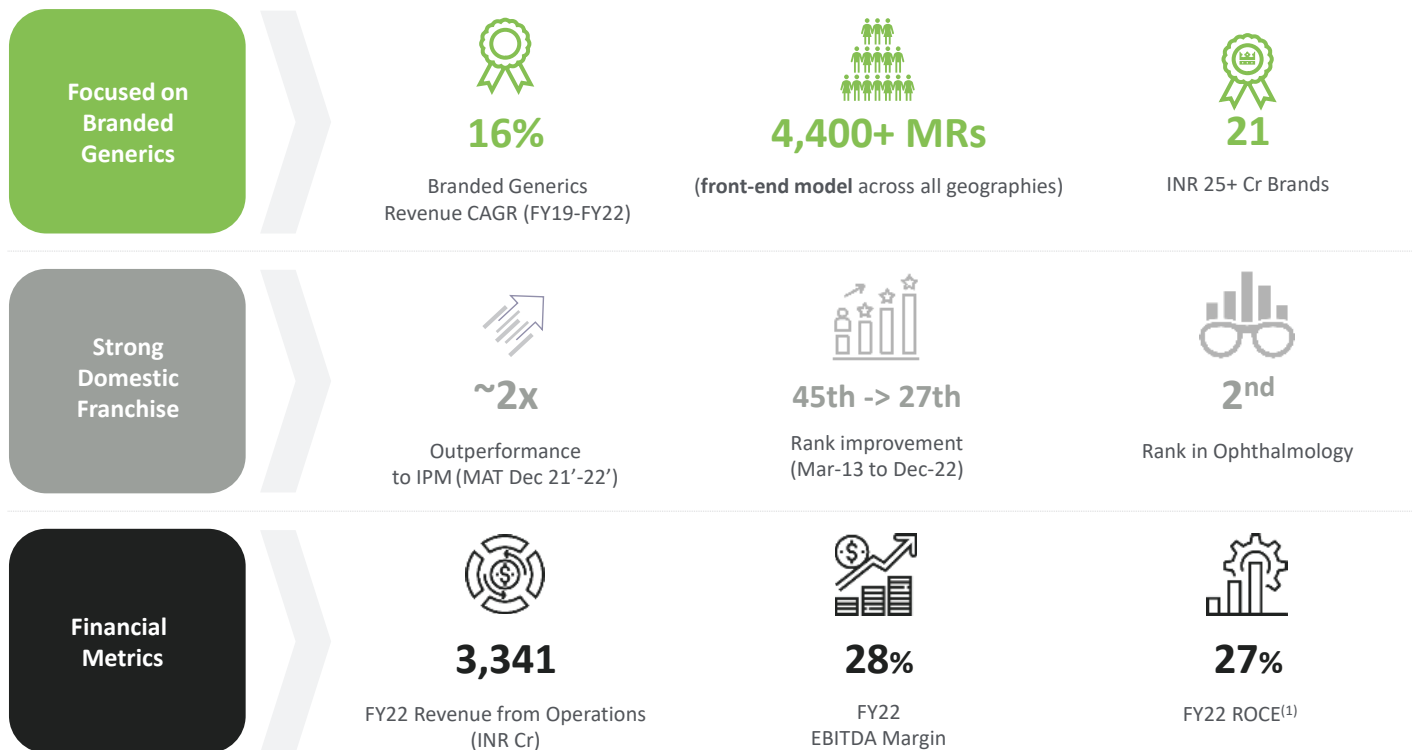 Focused on
Branded
Generics
16%
Branded Generics
Revenue CAGR (FY19-FY22)
4,400+ MRs
(front-end model across all geographies)
21
INR 25+ Cr Brands
Strong
Domestic
Franchise
~2x
Outperformance
to IPM (MAT Dec 21’-22’)
45th -> 27th
Rank improvement
(Mar-13 to Dec-22)
2nd
Rank in Ophthalmology
Financial
Metrics
3,341
FY22 Revenue from Operations
(INR Cr)
28%
FY22
EBITDA Margin
27%
FY22 ROCE(1)